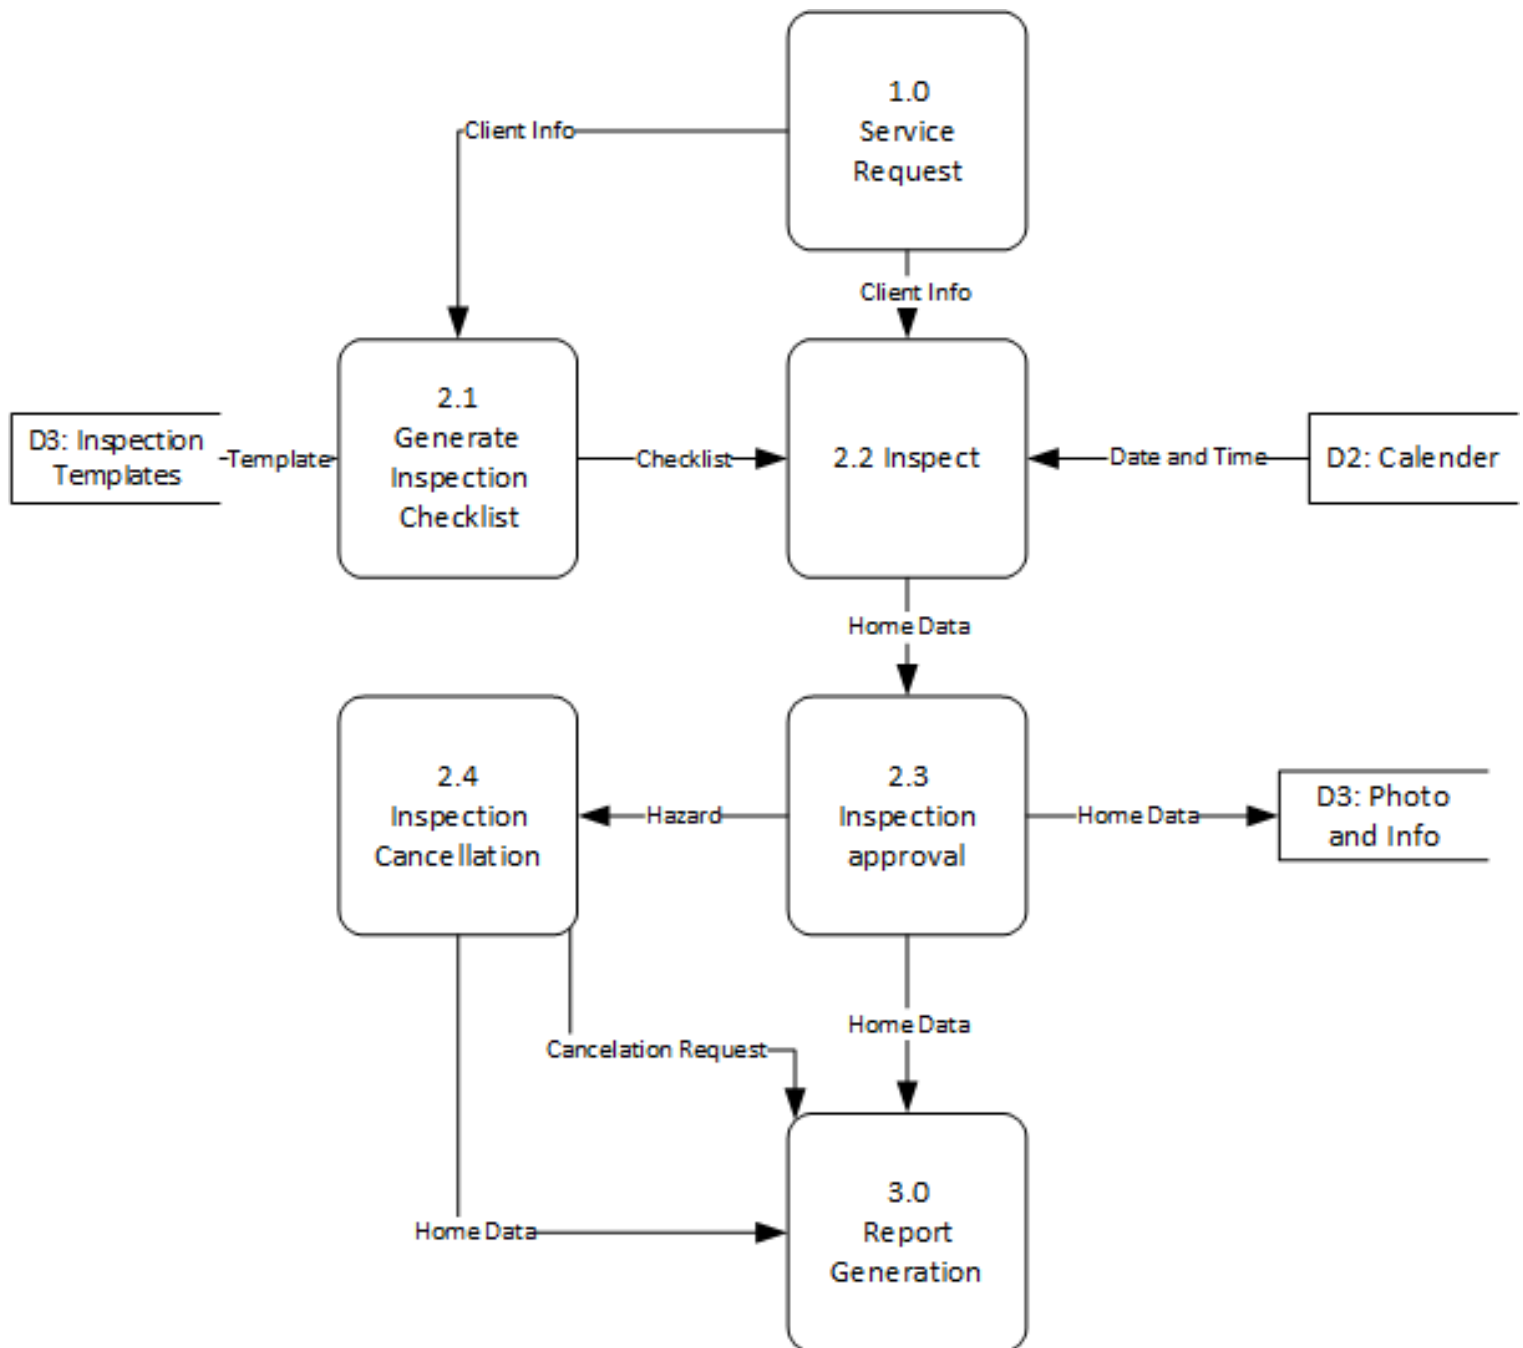 1.0
Service
Request
Client Info
Client Info
2.1
Generate
Inspection
Checklist
D3: Inspection
Templates
Template
Checklist
2.2 Inspect
Date and Time
D2: Calender
Home Data
2.4
Inspection
Cancellation
Hazard
2.3
Inspection
approval
Home Data
D3: Photo
and Info
Home Data
Cancelation Request
Home Data
3.0
Report
Generation